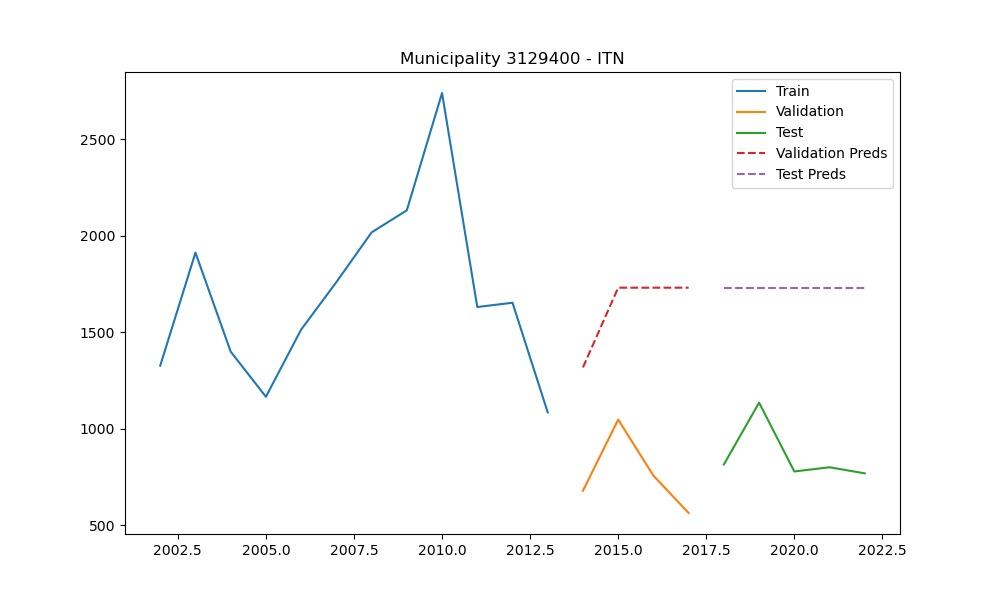 Municipality 3129400 - ITN
Train
Validation
Test
Validation Preds
Test Preds
2500
2000
1500
1000
500
2002.5 2005.0 2007.5 2010.0 2012.5 2015.0 2017.5 2020.0 2022.5